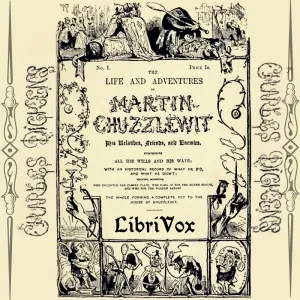 No. I. PRICE 1s.
THE
LIFE AND ADVENTURES
OF
MARTIN
CHUZZLEWIT
His Relatives, Friends, and Enemies.
COMPRISING
ALL HIS WILLS AND HIS WAYS:
WITH AN HISTORICAL RECORD OF WHAT HE DID,
AND WHAT HE DIDN'T:
THE WHOLE FORMING A COMPLETE KEY TO THE
HOUSE OF CHUZZLEWIT.
LibriVox
CHARLES DICKENS
CHARLES DICKENS